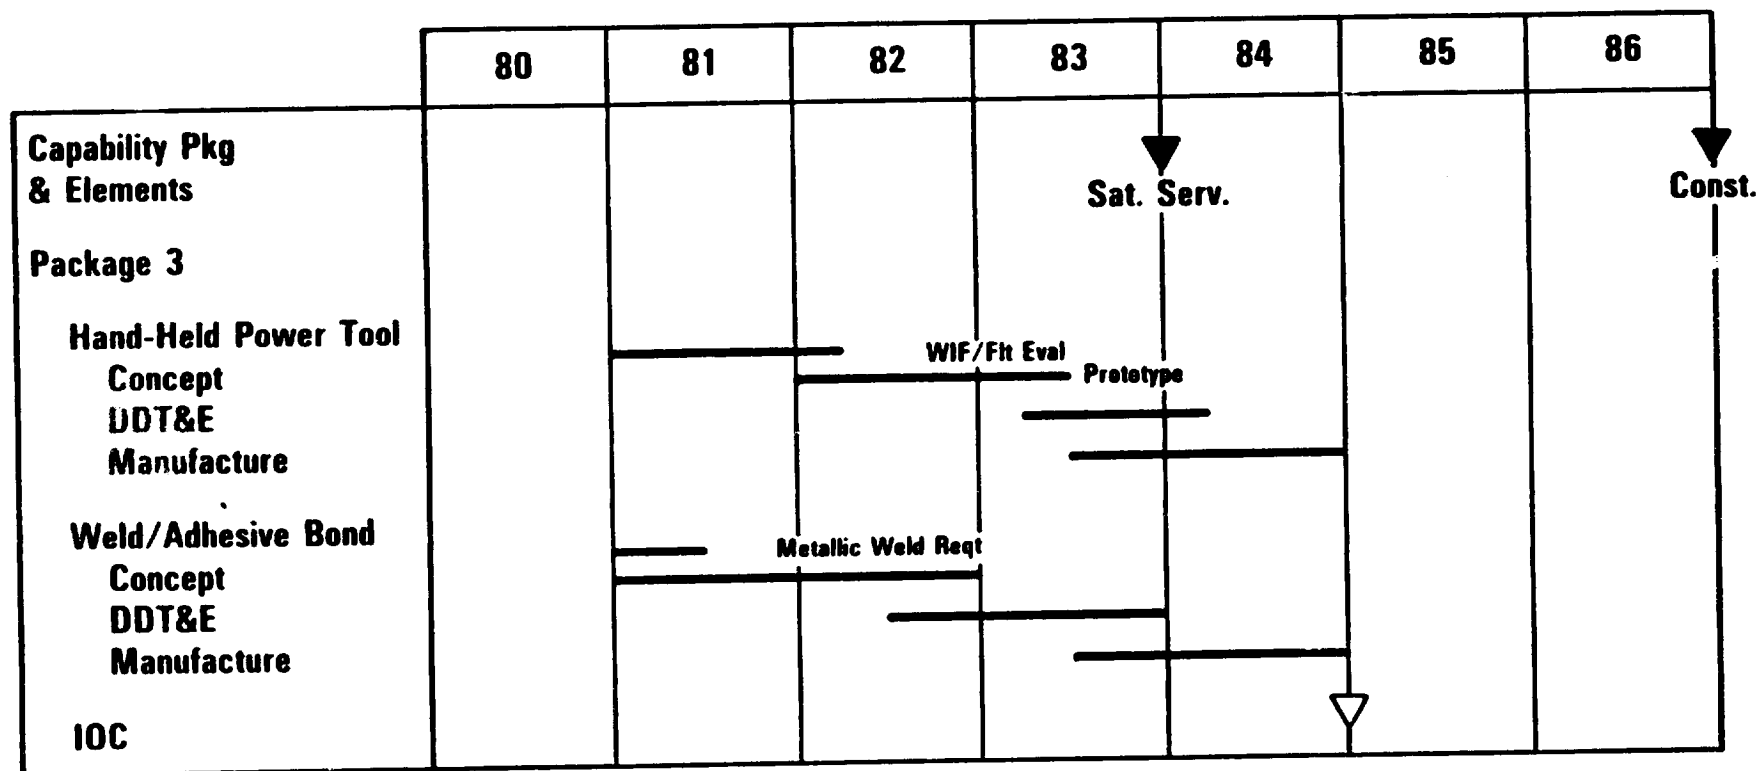 80 81 82 83 84 85 86
Capability Pkg
& Elements
Sat. Serv.
Const.
Package 3
Hand-Held Power Tool
WIF/Flt Eval
Concept
Prototype
DDT&E
Manufacture
Weld/Adhesive Bond
Metallic Weld Reqt
Concept
DDT&E
Manufacture
IOC